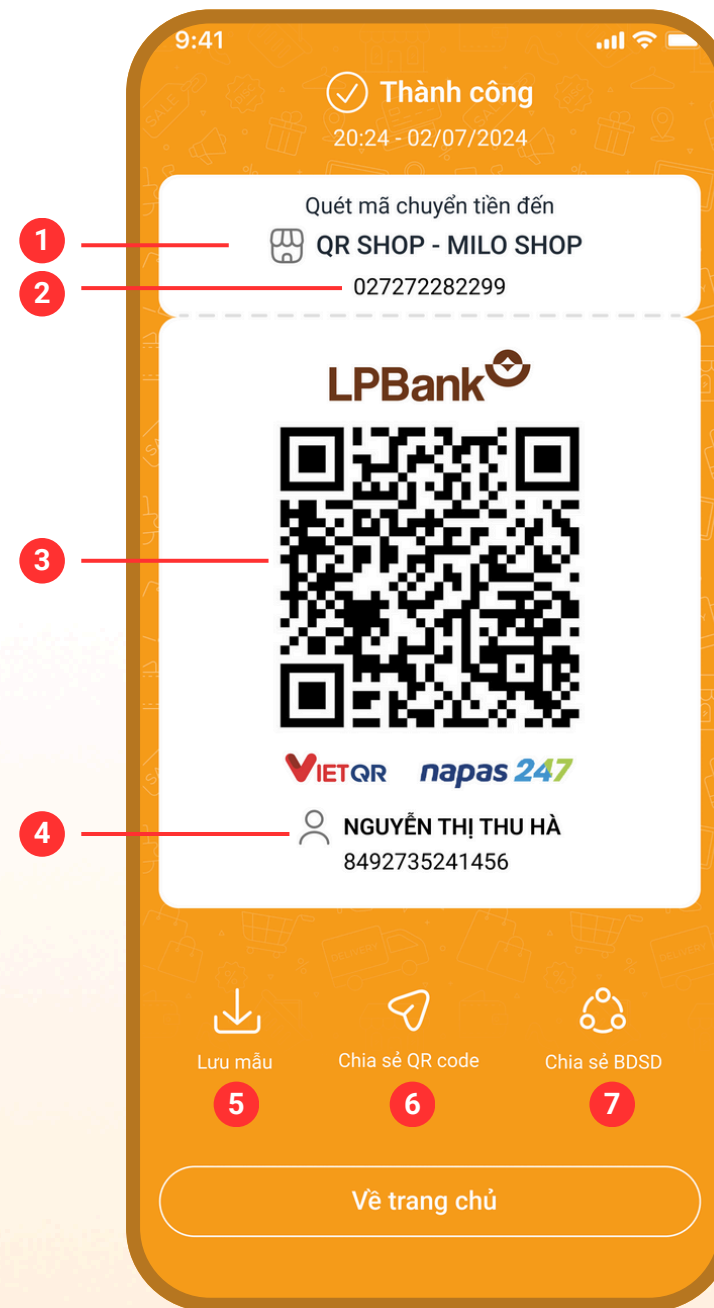 9:41
Thành công
20:24 - 02/07/2024
Quét mã chuyển tiền đến
1
QR SHOP - MILO SHOP
2
027272282299
LPBank
3
VIETQR napas 247
4
NGUYỄN THỊ THU HÀ
8492735241456
Lưu mẫu
Chia sẻ QR code
Chia sẻ BDSD
5
6
7
Về trang chủ